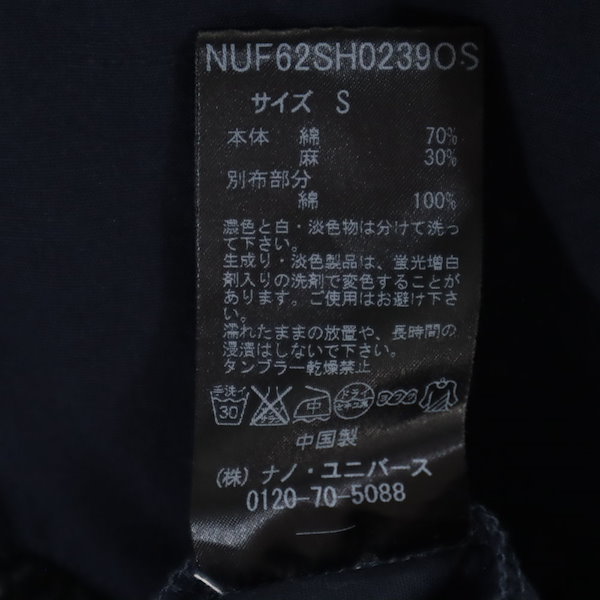 NUF62SH0239OS
サイズ S
本体 綿 70%
麻 30%
別布部分
綿 100%
濃色と白・淡色物は分けて洗っ
て下さい。
生成り・淡色製品は、蛍光増白
剤入りの洗剤で変色することが
あります。ご使用はお避け下さ
い。
濡れたままの放置や、長時間の
浸漬はしないで下さい。
タンブラー乾燥禁止
手洗イ
30 中 ドライ
中国製
(株) ナノ・ユニバース
0120-70-5088